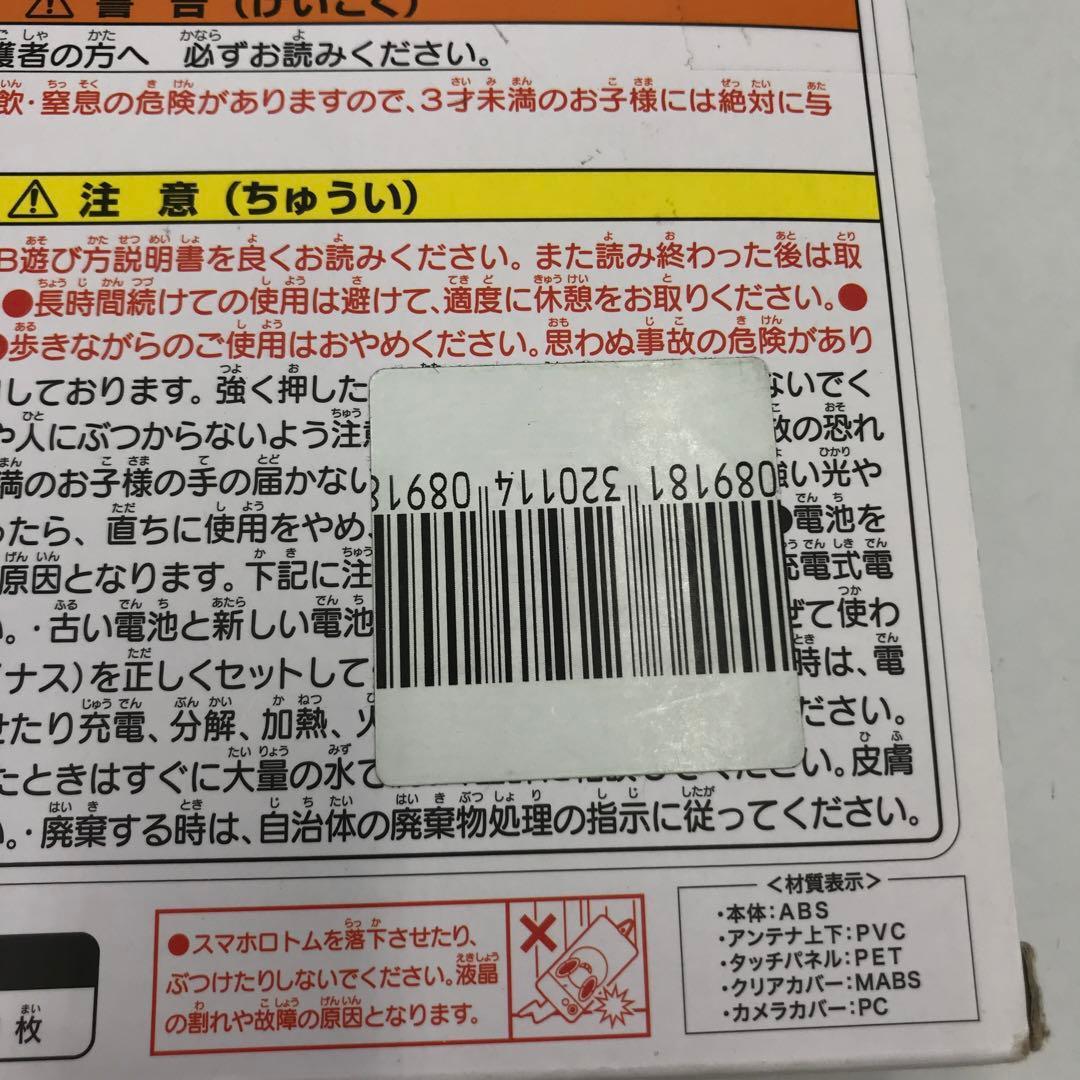 警告（けいこく）
護者の方へ 必ずお読みください。
飲・窒息の危険がありますので、3才未満のお子様には絶対に与
注意（ちゅうい）
B遊び方説明書を良くお読みください。また読み終わった後は取
●長時間続けての使用は避けて、適度に休憩をお取りください。●
●歩きながらのご使用はおやめください。思わぬ事故の危険があり
しております。強く押した ないでく
や人にぶつからないよう注意 故の恐れ
満のお子様の手の届かない 強い光や
ったら、直ちに使用をやめ、 ●電池を
原因となります。下記に注 充電式電
い。・古い電池と新しい電池 ぜて使わ
イナス）を正しくセットして 時は、電
せたり充電、分解、加熱、火 ださい。
たときはすぐに大量の水で ください。皮膚
い。・廃棄する時は、自治体の廃棄物処理の指示に従ってください。
089181 320114 08918
●スマホロトムを落下させたり、
ぶつけたりしないでください。液晶
の割れや故障の原因となります。
枚
＜材質表示＞
・本体：ABS
・アンテナ上下：PVC
・タッチパネル：PET
・クリアカバー：MABS
・カメラカバー：PC